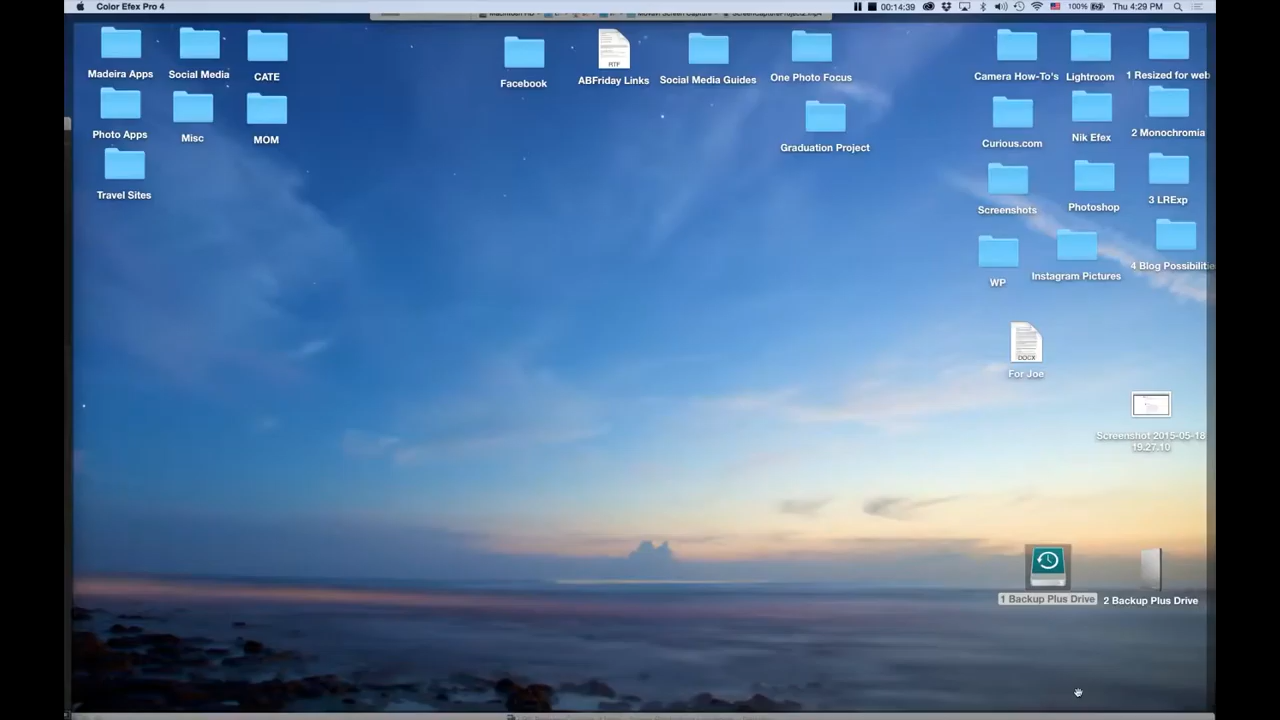 Color Efex Pro 4
00:14:39
100%
Thu 4:29 PM
Madeira Apps
Social Media
CATE
Facebook
RTF
ABFriday Links
Social Media Guides
One Photo Focus
Camera How-To's
Lightroom
1 Resized for web
Photo Apps
Misc
MOM
Graduation Project
Curious.com
Nik Efex
2 Monochromia
Travel Sites
Screenshots
Photoshop
3 LRExp
WP
Instagram Pictures
4 Blog Possibilitie
DOCX
For Joe
Screenshot 2015-05-18
19.27.10
1 Backup Plus Drive
2 Backup Plus Drive